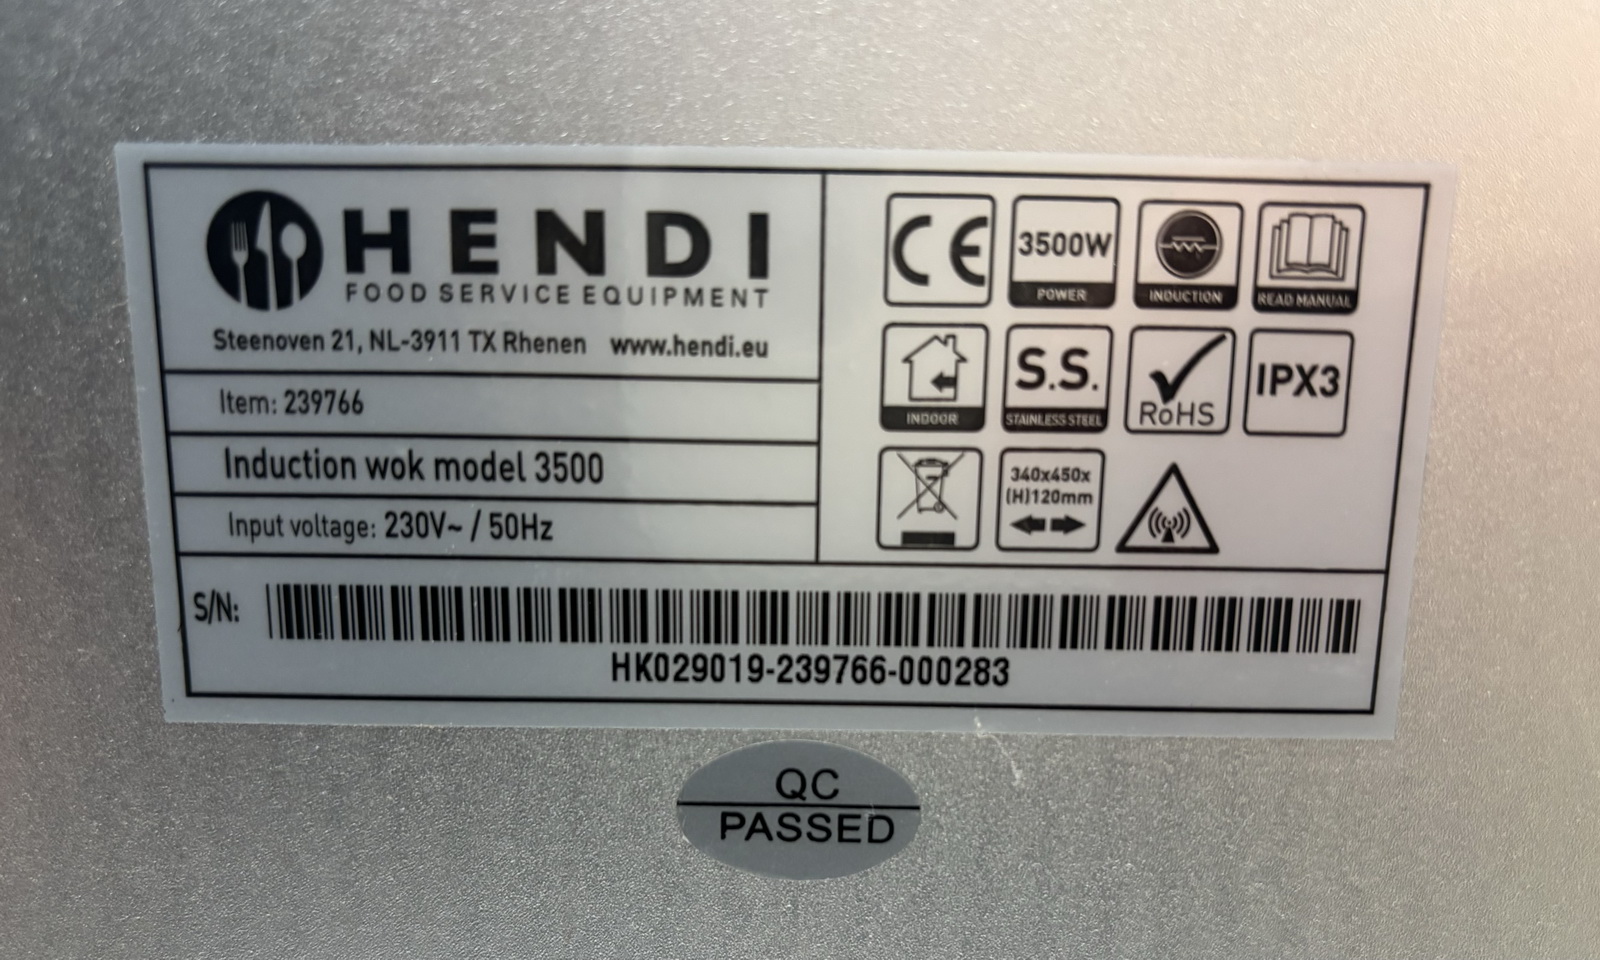 HENDI
FOOD SERVICE EQUIPMENT
Steenoven 21, NL-3911 TX Rhenen www.hendi.eu
Item: 239766
Induction wok model 3500
Input voltage: 230V~ / 50Hz
CE
3500W
POWER
INDUCTION
READ MANUAL
INDOOR
S.S.
STAINLESS STEEL
RoHS
IPX3
340x450x
(H)120mm
S/N:
HK029019-239766-000283
QC
PASSED